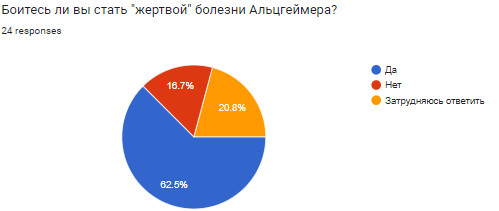 Боитесь ли вы стать "жертвой" болезни Альцгеймера?
24 responses
16.7%
20.8%
62.5%
Да
Нет
Затрудняюсь ответить